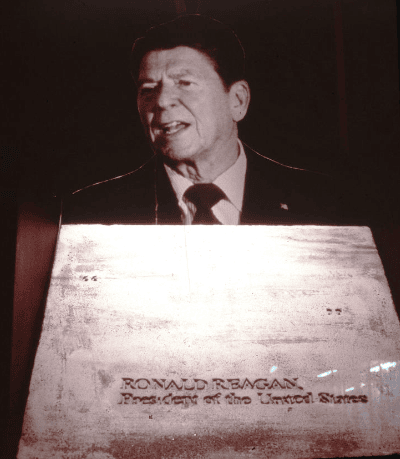 “
”
RONALD REAGAN,
President of the United States